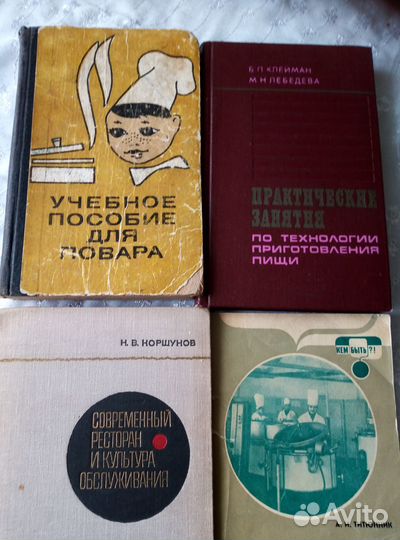 УЧЕБНОЕ
ПОСОБИЕ
ДЛЯ
ПОВАРА
Б П КЛЕЙМАН
М Н ЛЕБЕДЕВА
ПРАКТИЧЕСКИЕ
ЗАНЯТИЯ
ПО ТЕХНОЛОГИИ
ПРИГОТОВЛЕНИЯ
ПИЩИ
Н. В. КОРШУНОВ
СОВРЕМЕННЫЙ
РЕСТОРАН
И КУЛЬТУРА
ОБСЛУЖИВАНИЯ
КЕМ БЫТЬ?!
А. И. ТИТЮННИК
Avito